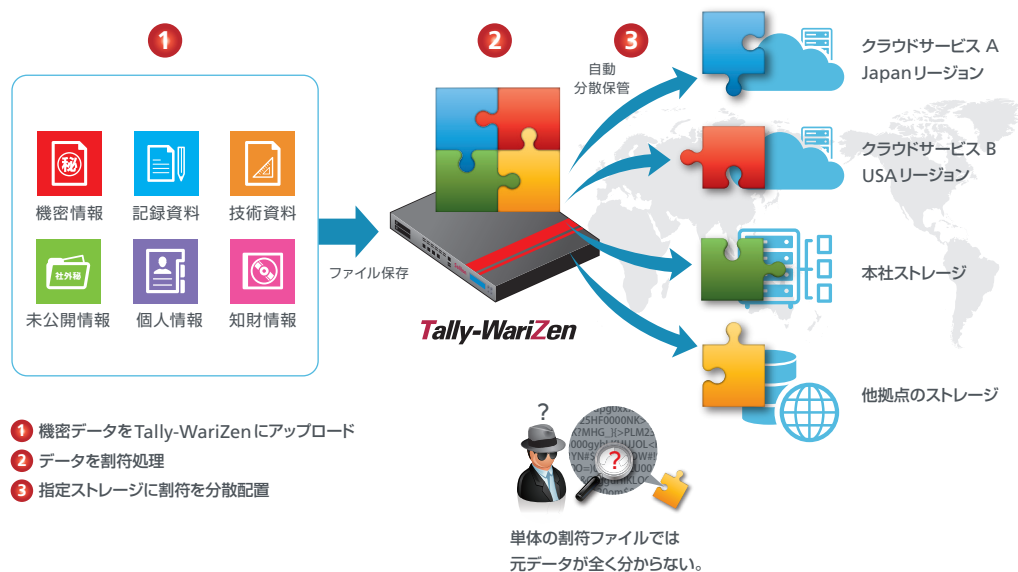 1
2
3
自動
分散保管
クラウドサービス A
Japanリージョン
クラウドサービス B
USAリージョン
本社ストレージ
他拠点のストレージ
秘
機密情報
記録資料
技術資料
社外秘
未公開情報
個人情報
知財情報
ファイル保存
Tally-WariZen
1 機密データをTally-WariZenにアップロード
2 データを割符処理
3 指定ストレージに割符を分散配置
?
?
単体の割符ファイルでは
元データが全く分からない。